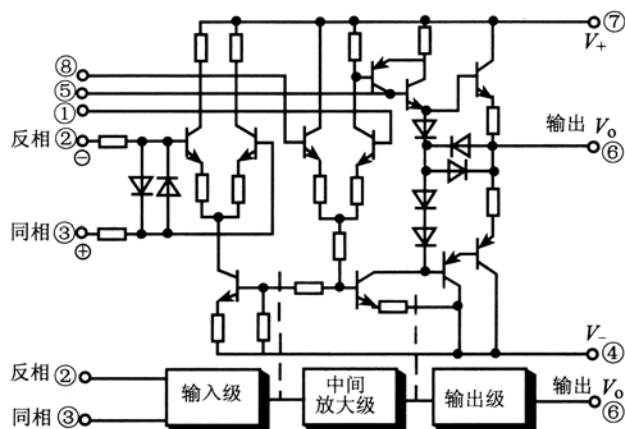 ⑦
V+
⑧
⑤
①
反相②
⊖
输出 Vo
⑥
同相③
⊕
V-
④
反相②
同相③
输入级
中间
放大级
输出级
输出 Vo
⑥